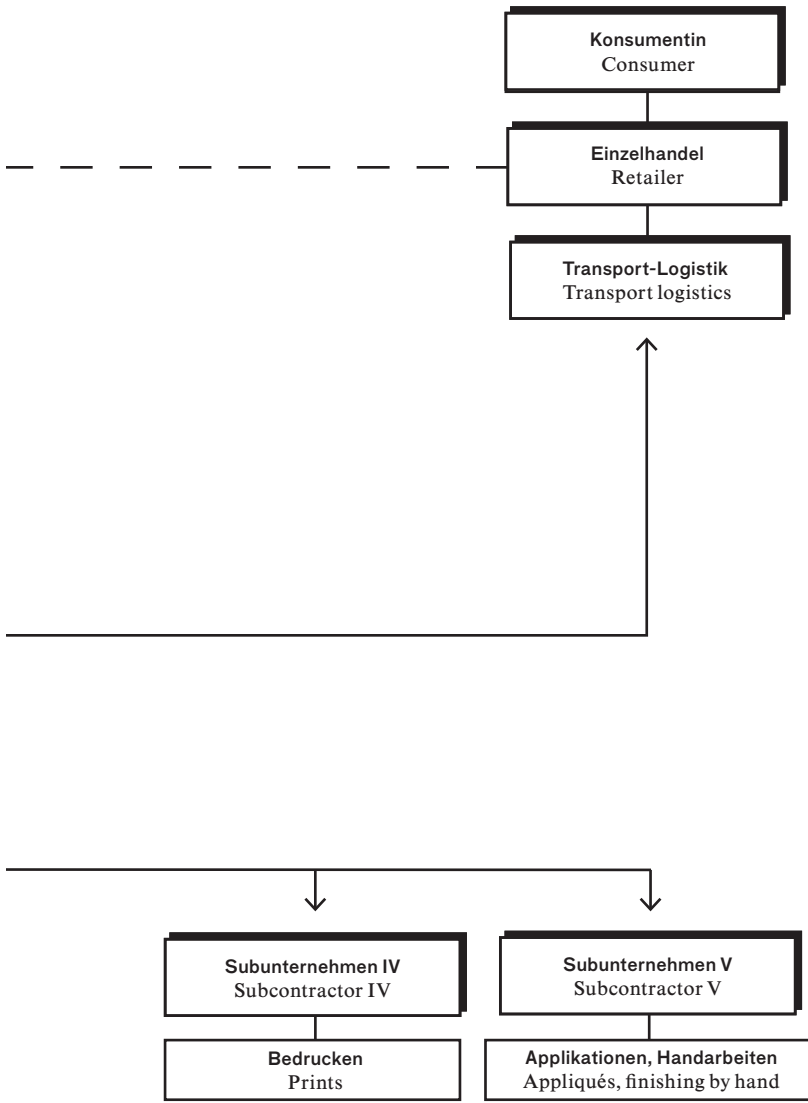 Konsumentin
Consumer
Einzelhandel
Retailer
Transport-Logistik
Transport logistics
Subunternehmen IV
Subcontractor IV
Bedrucken
Prints
Subunternehmen V
Subcontractor V
Applikationen, Handarbeiten
Appliqués, finishing by hand